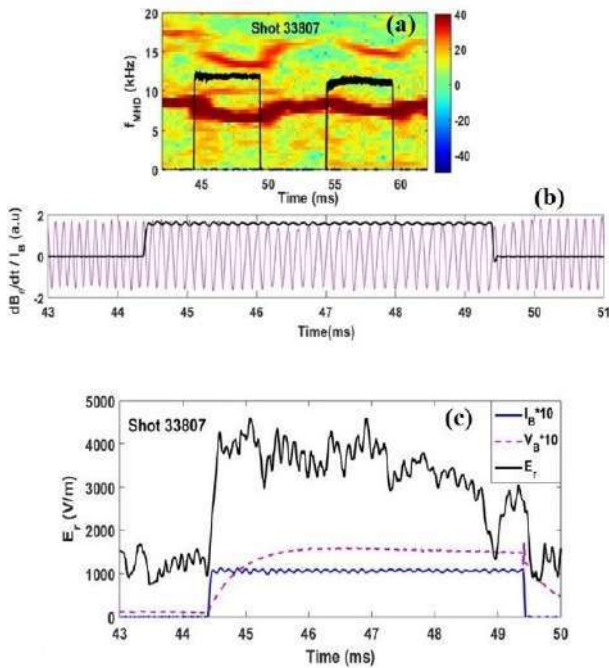 20
15
10
5
0
f_MHD (kHz)
Shot 33807
(a)
40
20
0
-20
-40
45 50 55 60
Time (ms)
(b)
2
0
-2
dB_r/dt / I_B (a.u)
43 44 45 46 47 48 49 50 51
Time(ms)
5000
4000
3000
2000
1000
0
E_r (V/m)
Shot 33807
(c)
I_B*10
V_B*10
E_r
43 44 45 46 47 48 49 50
Time (ms)